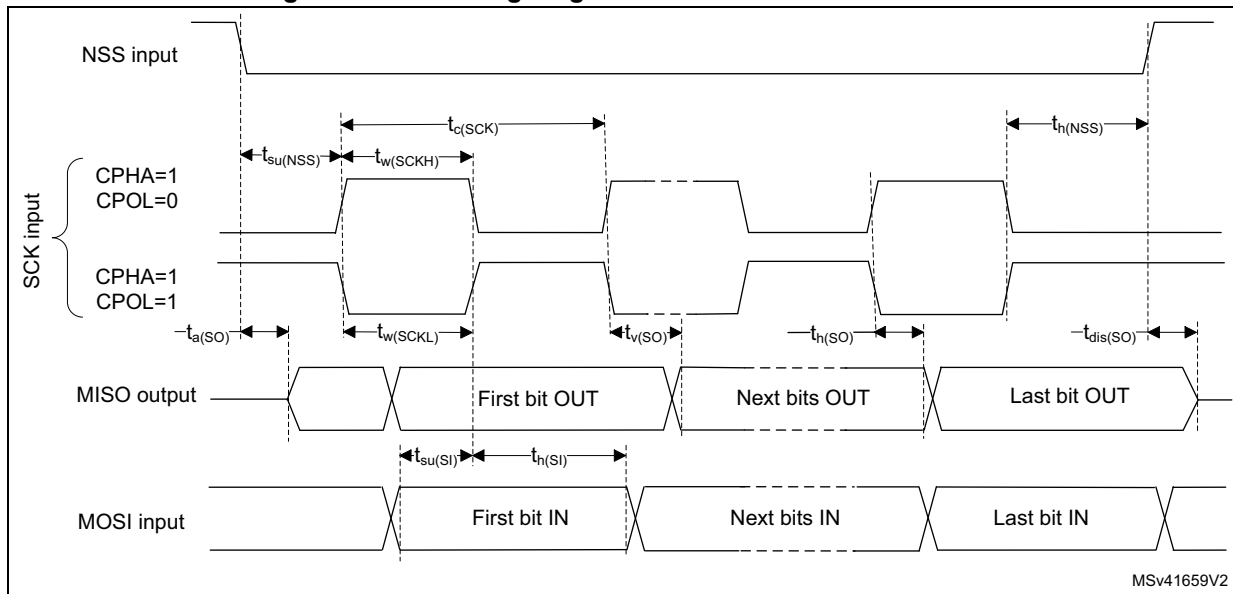 NSS input
tc(SCK)
th(NSS)
tsu(NSS)
tw(SCKH)
CPHA=1
CPOL=0
SCK input
CPHA=1
CPOL=1
ta(SO)
tw(SCKL)
tv(SO)
th(SO)
tdis(SO)
MISO output
First bit OUT
Next bits OUT
Last bit OUT
tsu(SI)
th(SI)
MOSI input
First bit IN
Next bits IN
Last bit IN
MSv41659V2